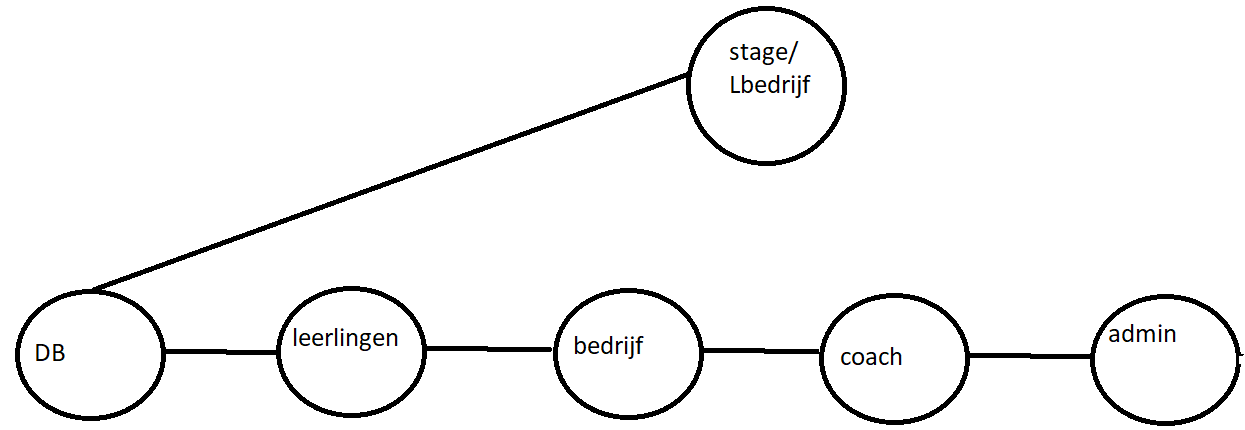 stage/
Lbedrijf
DB
leerlingen
bedrijf
coach
admin